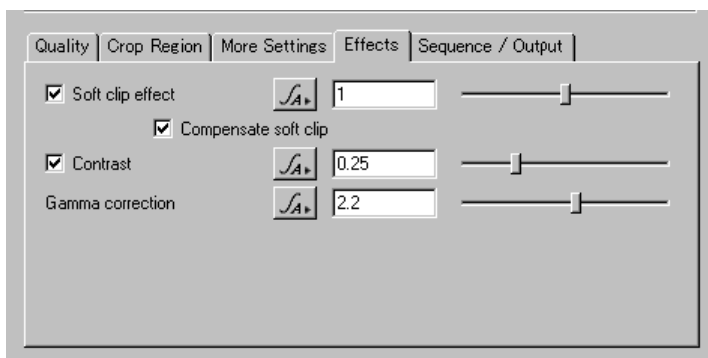 Quality Crop Region More Settings Effects Sequence / Output
Soft clip effect 1
Compensate soft clip
Contrast 0.25
Gamma correction 2.2